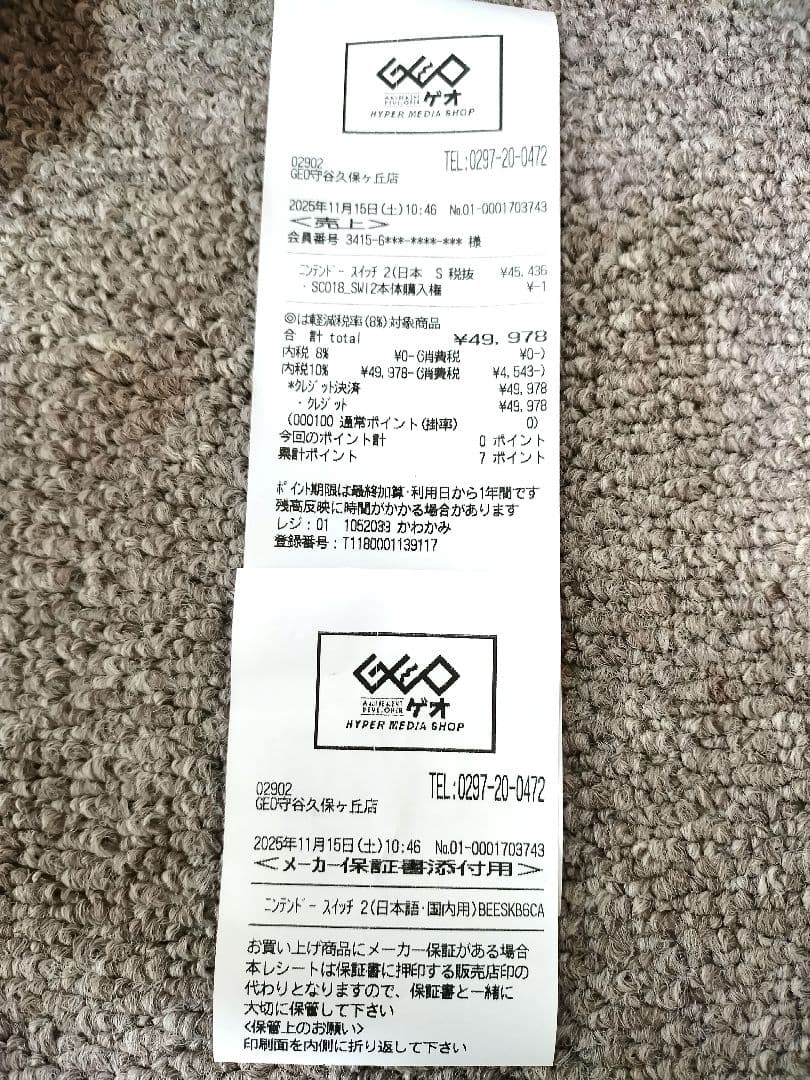 GEO
AMUSEMENT
DEVELOPER ゲオ
HYPER MEDIA SHOP
02902 TEL:0297-20-0472
GEO守谷久保ヶ丘店
2025年11月15日(土)10:46 No.01-0001703743
<売上>
会員番号 3415-6***-****-*** 様
ニンテンドー スイッチ 2(日本 S 税抜 ¥45,436
・SC018_SWI2本体購入権 ¥-1
◎は軽減税率(8%)対象商品
合 計 total ¥49,978
内税 8% ¥0-(消費税 ¥0-)
内税10% ¥49,978-(消費税 ¥4,543-)
*クレジット決済 ¥49,978
・クレジット ¥49,978
(000100 通常ポイント(掛率) 0)
今回のポイント計 0 ポイント
累計ポイント 7 ポイント
ポイント期限は最終加算・利用日から1年間です
残高反映に時間がかかる場合があります
レジ:01 1052039 かわかみ
登録番号:T1180001139117
GEO
AMUSEMENT
DEVELOPER ゲオ
HYPER MEDIA SHOP
02902 TEL:0297-20-0472
GEO守谷久保ヶ丘店
2025年11月15日(土)10:46 No.01-0001703743
<メーカー保証書添付用>
ニンテンドー スイッチ 2(日本語・国内用)BEESKB6CA
お買い上げ商品にメーカー保証がある場合
本レシートは保証書に押印する販売店印の
代わりとなりますので、保証書と一緒に
大切に保管して下さい
<保管上のお願い>
印刷面を内側に折り返して下さい